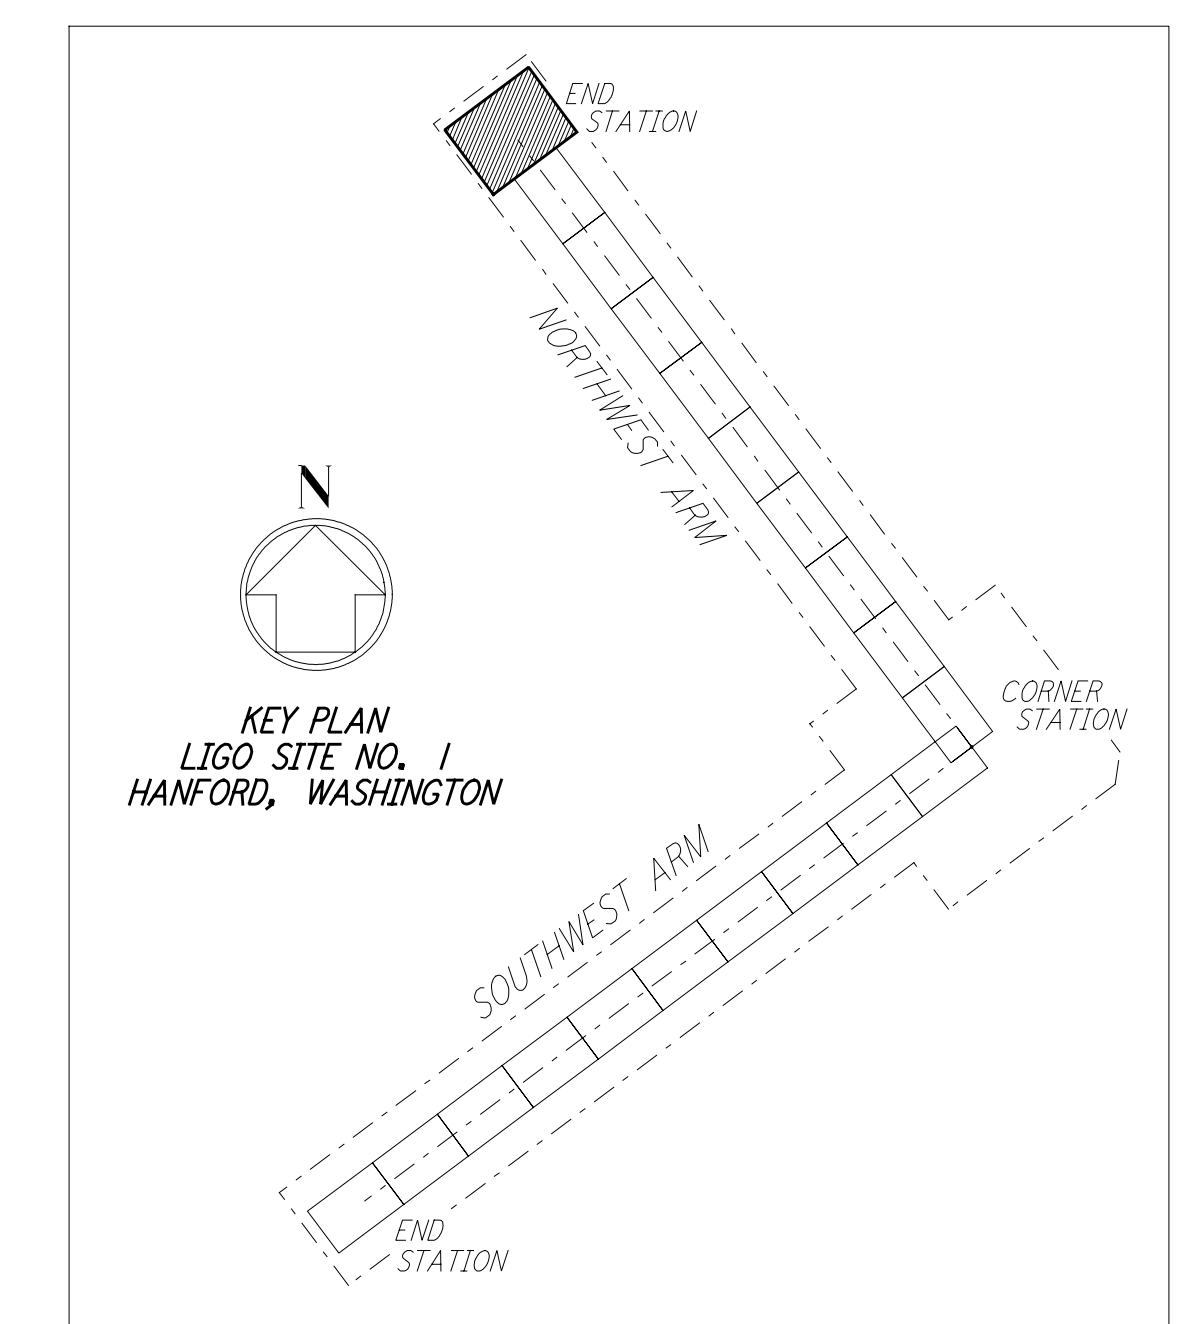 END
STATION
NORTHWEST ARM
N
CORNER
STATION
KEY PLAN
LIGO SITE NO. 1
HANFORD, WASHINGTON
SOUTHWEST ARM
END
STATION